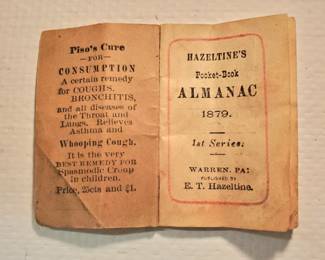 Piso's Cure
—FOR—
CONSUMPTION
A certain remedy
for COUGHS,
BRONCHITIS,
and all diseases of
the Throat and
Lungs. Relieves
Asthma and
Whooping Cough.
It is the very
BEST REMEDY FOR
Spasmodic Croup
in children.
Price, 25cts and $1.
HAZELTINE'S
Pocket-Book
ALMANAC
1879.
1st Series.
WARREN, PA:
PUBLISHED BY
E. T. Hazeltine.